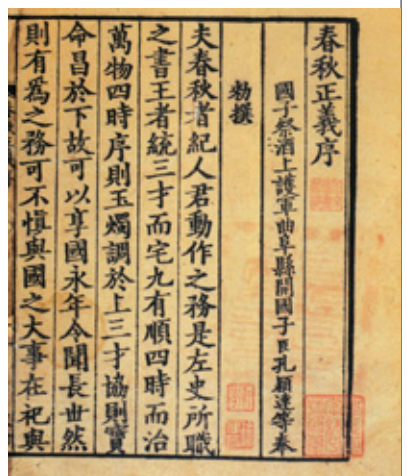 春秋正義序
國子祭酒上護軍曲阜縣開國子臣孔穎達等奉
勑撰
夫春秋者紀人君動作之務是左史所職
之書王者統三才而宅九有順四時而治
萬物四時序則玉燭調於上三才協則寶
命昌於下故可以享國永年令聞長世然
則有為之務可不慎與國之大事在祀與